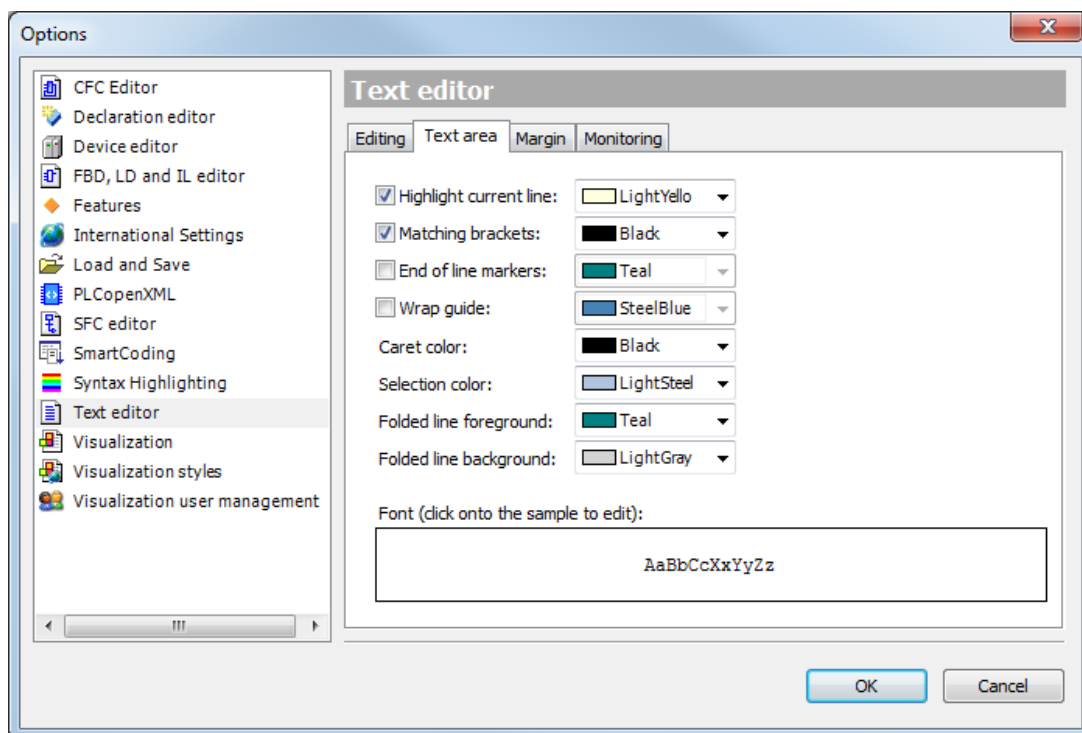 Options
CFC Editor
Declaration editor
Device editor
FBD, LD and IL editor
Features
International Settings
Load and Save
PLCopenXML
SFC editor
SmartCoding
Syntax Highlighting
Text editor
Visualization
Visualization styles
Visualization user management
Text editor
Editing Text area Margin Monitoring
Highlight current line: LightYello
Matching brackets: Black
End of line markers: Teal
Wrap guide: SteelBlue
Caret color: Black
Selection color: LightSteel
Folded line foreground: Teal
Folded line background: LightGray
Font (click onto the sample to edit):
AaBbCcXxYyZz
OK Cancel